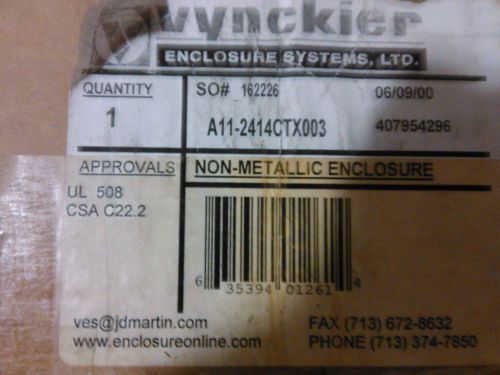 vynckier
ENCLOSURE SYSTEMS, LTD.
QUANTITY
1
SO# 162226 06/09/00
A11-2414CTX003 407954296
APPROVALS
UL 508
CSA C22.2
NON-METALLIC ENCLOSURE
6 35394 01261 4
ves@jdmartin.com FAX (713) 672-8632
www.enclosureonline.com PHONE (713) 374-7850